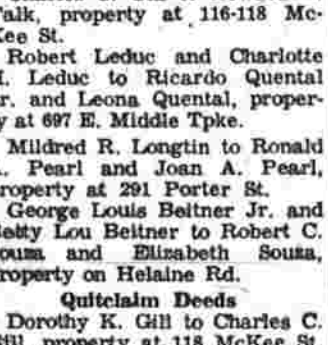 Talk, property at 116-118 Mc-
Kee St.
Robert Leduc and Charlotte
H. Leduc to Ricardo Quental
Jr. and Leona Quental, proper-
ty at 697 E. Middle Tpke.
Mildred R. Longtin to Ronald
Pearl and Joan A. Pearl,
property at 291 Porter St.
George Louis Beitner Jr. and
Betty Lou Beitner to Robert C.
Sousa and Elizabeth Sousa,
property on Helaine Rd.
Quitclaim Deeds
Dorothy K. Gill to Charles C.
Gill, property at 118 McKee St.